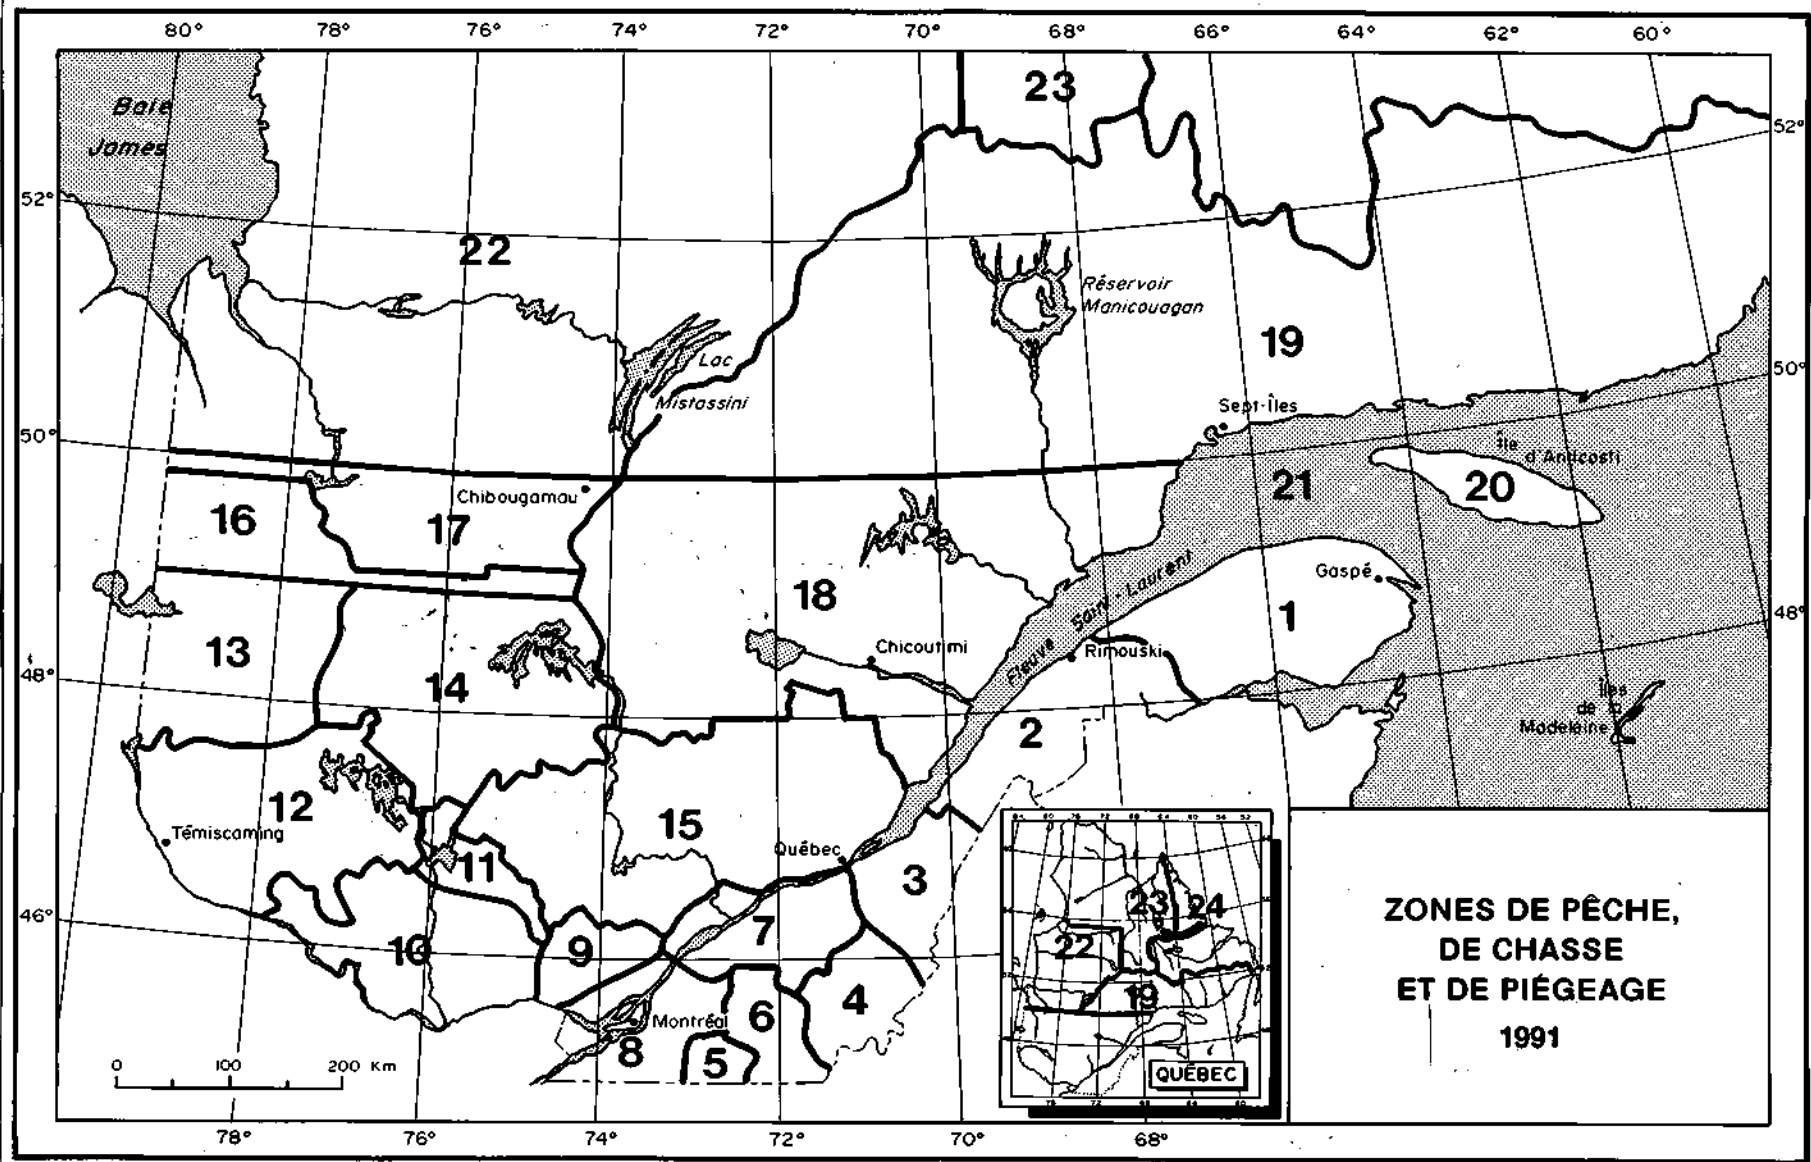 80° 78° 76° 74° 72° 70° 68° 66° 64° 62° 60°
23
Baie
James
52°
52°
22
Réservoir
Manicouagan
19
Lac
Mistassini
50°
50°
Sept-Îles
Île
d'Anticosti
Chibougamau
21
20
16
17
Gaspé
18
Fleuve Saint-Laurent
1
48°
13
Chicoutimi
Rimouski
48°
14
Îles
de la
Madeleine
2
12
Témiscaming
15
Québec
11
3
46°
7
10
9
4
6
Montréal
8
5
0 100 200 Km
23
24
22
19
QUÉBEC
ZONES DE PÊCHE,
DE CHASSE
ET DE PIÉGEAGE
1991
78° 76° 74° 72° 70° 68°